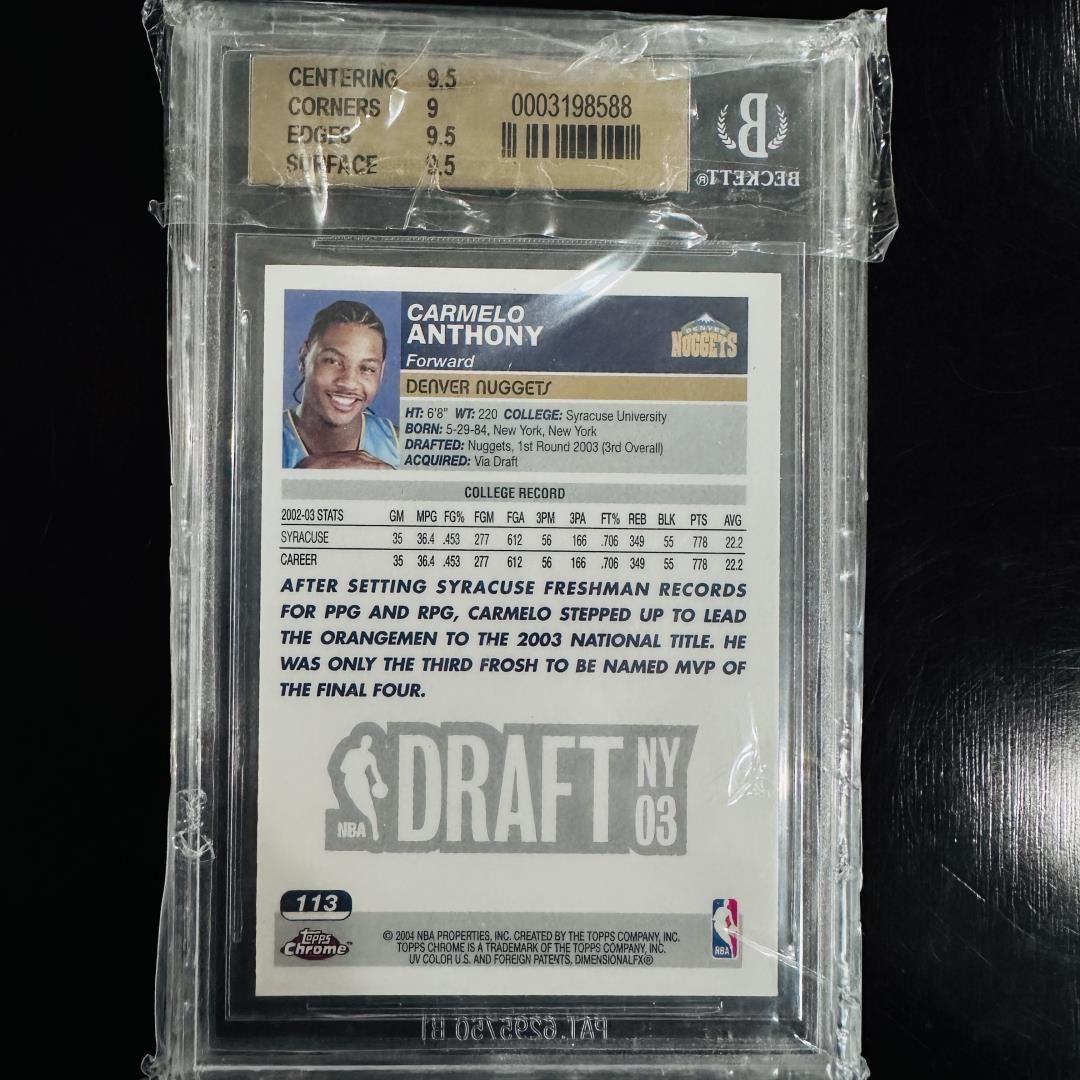 CENTERING 9.5
CORNERS 9
EDGES 9.5
SURFACE 9.5
0003198588
B
BECKETT®
CARMELO
ANTHONY
Forward
DENVER NUGGETS
DENVER
NUGGETS
HT: 6'8" WT: 220 COLLEGE: Syracuse University
BORN: 5-29-84, New York, New York
DRAFTED: Nuggets, 1st Round 2003 (3rd Overall)
ACQUIRED: Via Draft
COLLEGE RECORD
2002-03 STATS GM MPG FG% FGM FGA 3PM 3PA FT% REB BLK PTS AVG
SYRACUSE 35 36.4 .453 277 612 56 166 .706 349 55 778 22.2
CAREER 35 36.4 .453 277 612 56 166 .706 349 55 778 22.2
AFTER SETTING SYRACUSE FRESHMAN RECORDS
FOR PPG AND RPG, CARMELO STEPPED UP TO LEAD
THE ORANGEMEN TO THE 2003 NATIONAL TITLE. HE
WAS ONLY THE THIRD FROSH TO BE NAMED MVP OF
THE FINAL FOUR.
NBA DRAFT NY
03
113
Topps
Chrome™
© 2004 NBA PROPERTIES, INC. CREATED BY THE TOPPS COMPANY, INC.
TOPPS CHROME IS A TRADEMARK OF THE TOPPS COMPANY, INC.
UV COLOR U.S. AND FOREIGN PATENTS, DIMENSIONALFX®
NBA
PAT. 6295750 B1